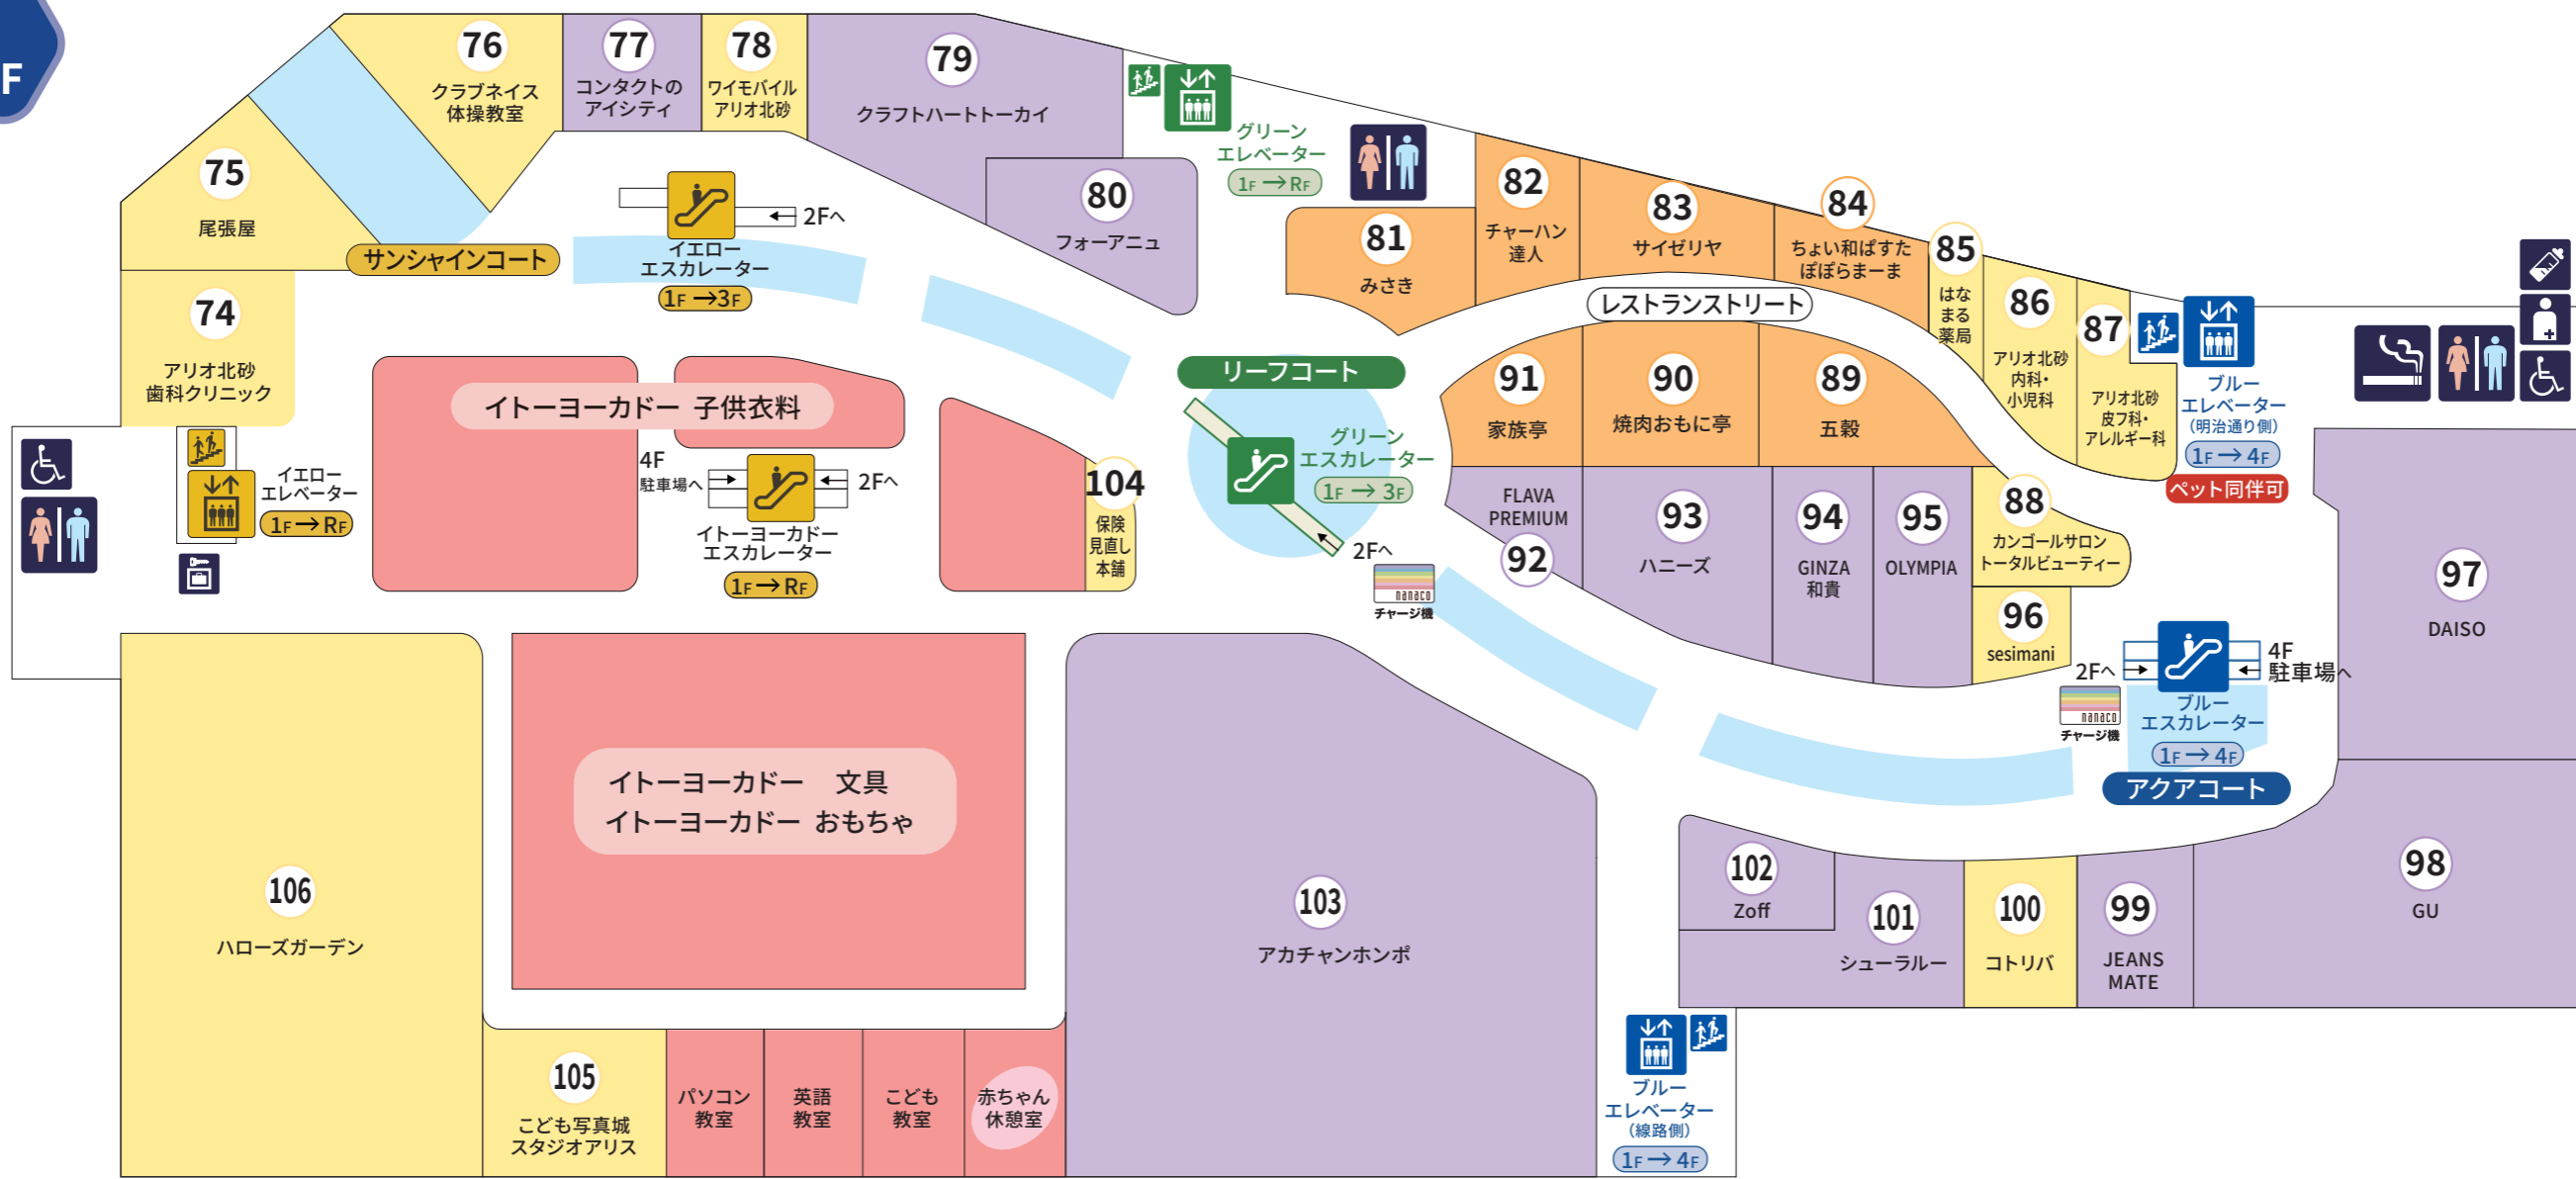 F
76
クラブネイス
体操教室
77
コンタクトの
アイシティ
78
ワイモバイル
アリオ北砂
79
クラフトハートトーカイ
80
フォーアニュ
グリーン
エレベーター
1F→RF
75
尾張屋
サンシャインコート
2Fへ
イエロー
エスカレーター
1F→3F
81
みさき
82
チャーハン
達人
83
サイゼリヤ
84
ちょい和ぱすた
ぽぽらまーま
85
はな
まる
薬局
86
アリオ北砂
内科・
小児科
87
アリオ北砂
皮フ科・
アレルギー科
レストランストリート
ブルー
エレベーター
(明治通り側)
1F→4F
ペット同伴可
74
アリオ北砂
歯科クリニック
イエロー
エレベーター
1F→RF
イトーヨーカドー 子供衣料
4F
駐車場へ
2Fへ
イトーヨーカドー
エスカレーター
1F→RF
104
保険
見直し
本舗
リーフコート
グリーン
エスカレーター
1F→3F
2Fへ
nanaco
チャージ機
91
家族亭
90
焼肉おもに亭
89
五穀
FLAVA
PREMIUM
92
93
ハニーズ
94
GINZA
和貴
95
OLYMPIA
88
カンゴールサロン
トータルビューティー
96
sesimani
97
DAISO
2Fへ
4F
駐車場へ
nanaco
チャージ機
ブルー
エスカレーター
1F→4F
アクアコート
106
ハローズガーデン
イトーヨーカドー 文具
イトーヨーカドー おもちゃ
103
アカチャンホンポ
102
Zoff
101
シューラルー
100
コトリバ
99
JEANS
MATE
98
GU
105
こども写真城
スタジオアリス
パソコン
教室
英語
教室
こども
教室
赤ちゃん
休憩室
ブルー
エレベーター
(線路側)
1F→4F